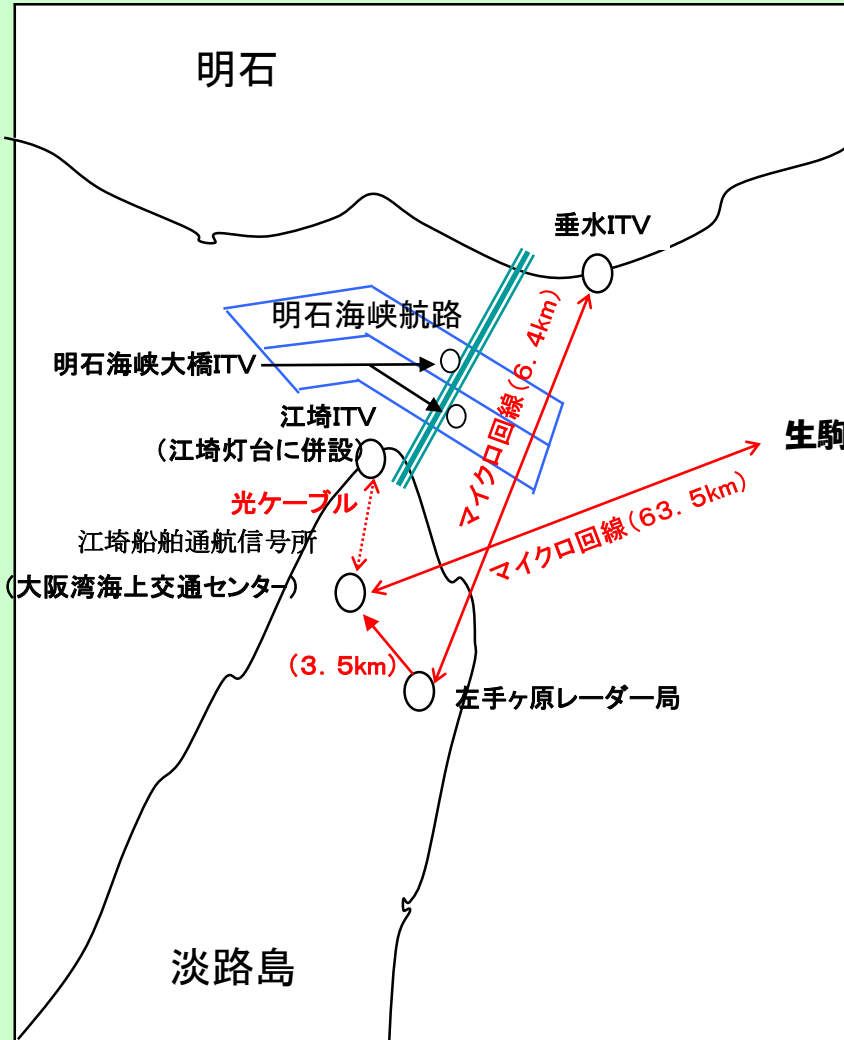 明石
垂水ITV
明石海峡航路
明石海峡大橋ITV
マイクロ回線(6.4km)
江埼ITV
(江埼灯台に併設)
生駒
光ケーブル
マイクロ回線(63.5km)
江埼船舶通航信号所
(大阪湾海上交通センター)
(3.5km)
左手ヶ原レーダー局
淡路島